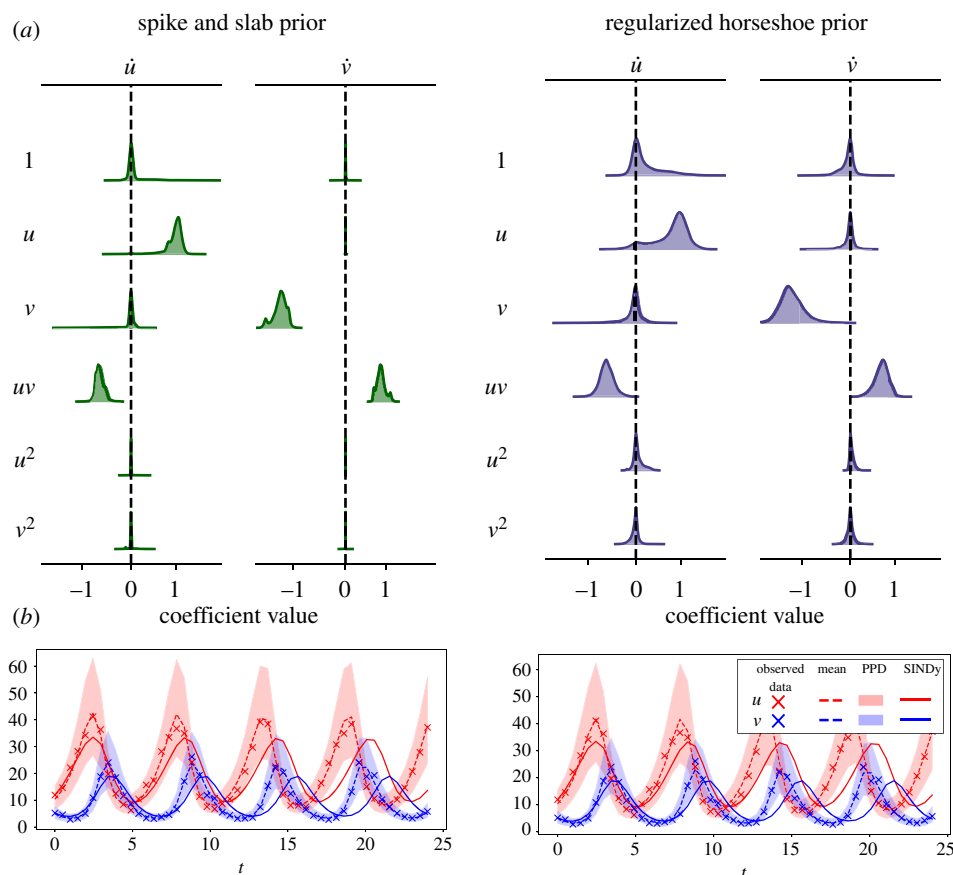 (a)
spike and slab prior
regularized horseshoe prior
u̇ v̇ u̇ v̇
1 1
u u
v v
uv uv
u² u²
v² v²
–1 0 1 –1 0 1 –1 0 1 –1 0 1
coefficient value coefficient value
(b)
60
50
40
30
20
10
0
0 5 10 15 20 25
t
60
50
40
30
20
10
0
observed data mean PPD SINDy
u
v
0 5 10 15 20 25
t